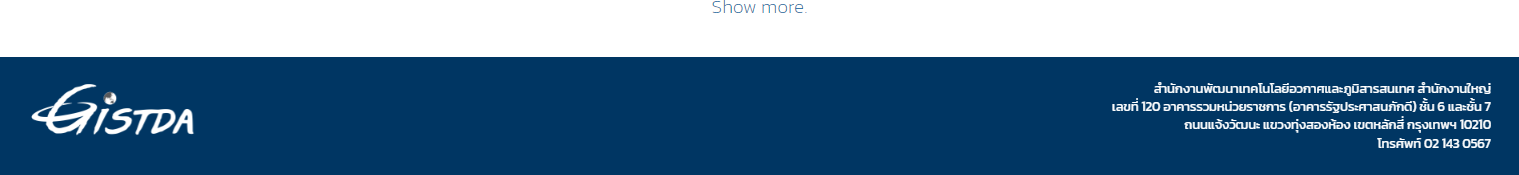 Show more.
GISTDA
สำนักงานพัฒนาเทคโนโลยีอวกาศและภูมิสารสนเทศ สำนักงานใหญ่
เลขที่ 120 อาคารรวมหน่วยราชการ (อาคารรัฐประศาสนภักดี) ชั้น 6 และชั้น 7
ถนนแจ้งวัฒนะ แขวงทุ่งสองห้อง เขตหลักสี่ กรุงเทพฯ 10210
โทรศัพท์ 02 143 0567